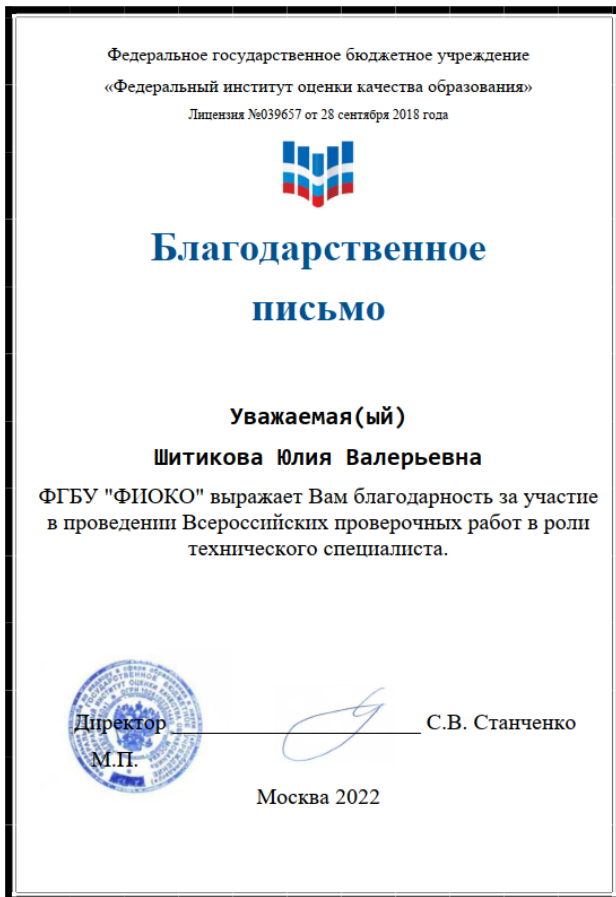 Федеральное государственное бюджетное учреждение
«Федеральный институт оценки качества образования»
Лицензия №039657 от 28 сентября 2018 года
Благодарственное
письмо
Уважаемая(ый)
Шитикова Юлия Валерьевна
ФГБУ "ФИОКО" выражает Вам благодарность за участие
в проведении Всероссийских проверочных работ в роли
технического специалиста.
Директор С.В. Станченко
М.П.
Москва 2022